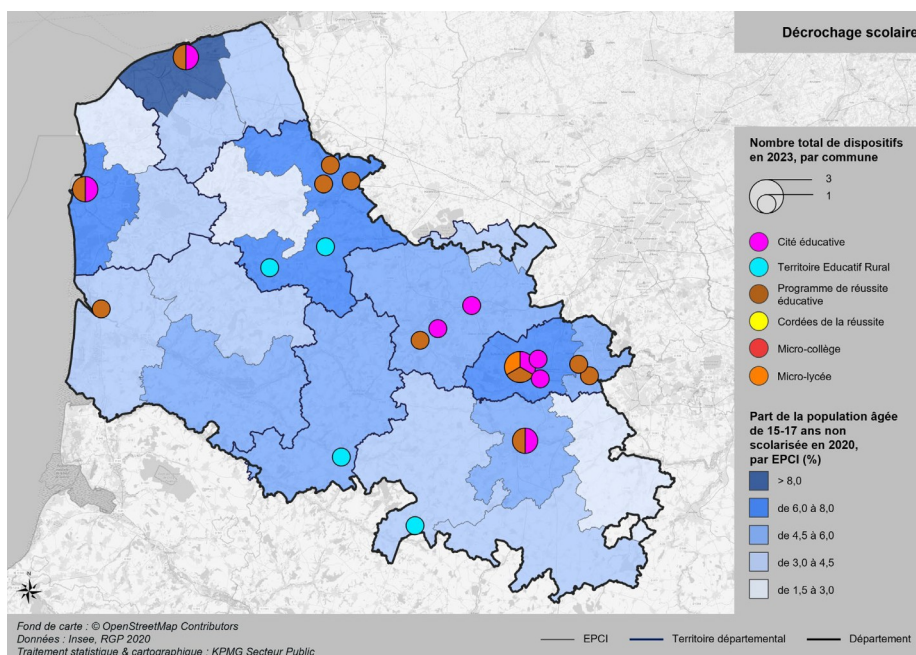 Décrochage scolaire
Nombre total de dispositifs
en 2023, par commune
3
1
Cité éducative
Territoire Educatif Rural
Programme de réussite
éducative
Cordées de la réussite
Micro-collège
Micro-lycée
Part de la population âgée
de 15-17 ans non
scolarisée en 2020,
par EPCI (%)
> 8,0
de 6,0 à 8,0
de 4,5 à 6,0
de 3,0 à 4,5
de 1,5 à 3,0
N
Fond de carte : © OpenStreetMap Contributors
Données : Insee, RGP 2020
Traitement statistique & cartographique : KPMG Secteur Public
EPCI
Territoire départemental
Département